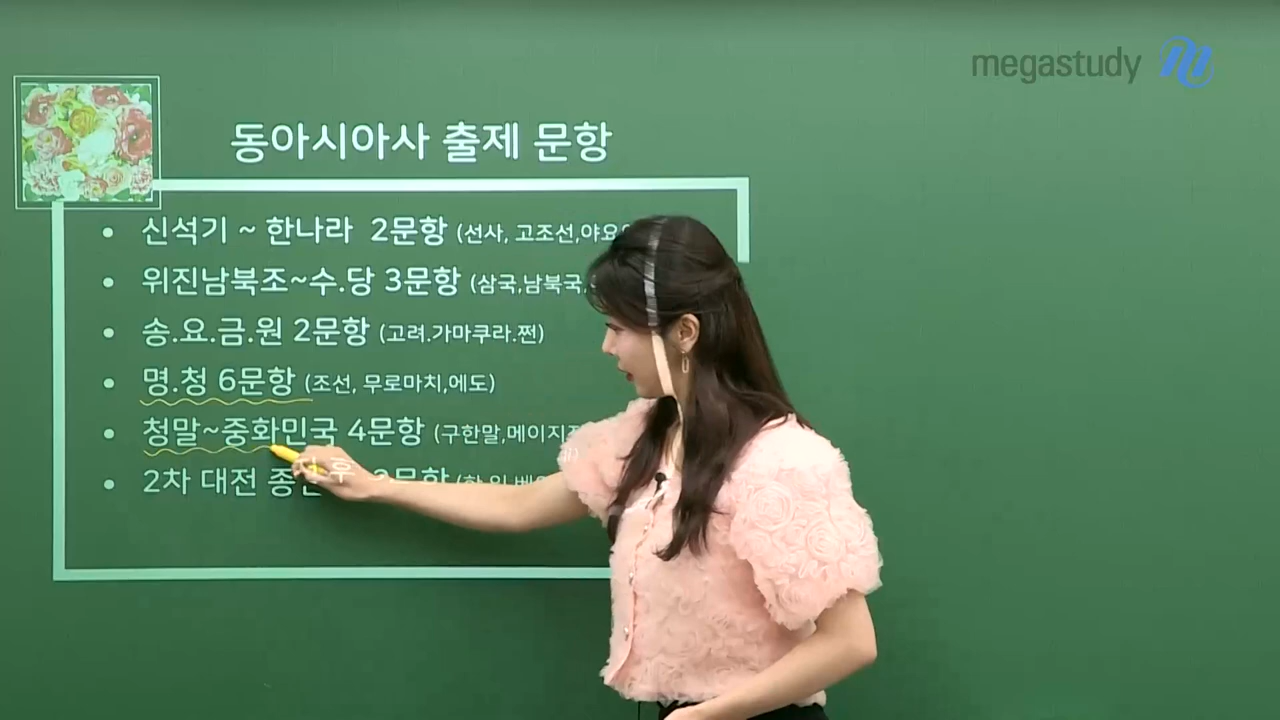 megastudy
동아시아사 출제 문항
• 신석기 ~ 한나라 2문항 (선사, 고조선,야요
• 위진남북조~수.당 3문항 (삼국,남북국.
• 송.요.금.원 2문항 (고려.가마쿠라.쩐)
• 명.청 6문항 (조선, 무로마치,에도)
• 청말~중화민국 4문항 (구한말,메이지
• 2차 대전 종전 후 문항